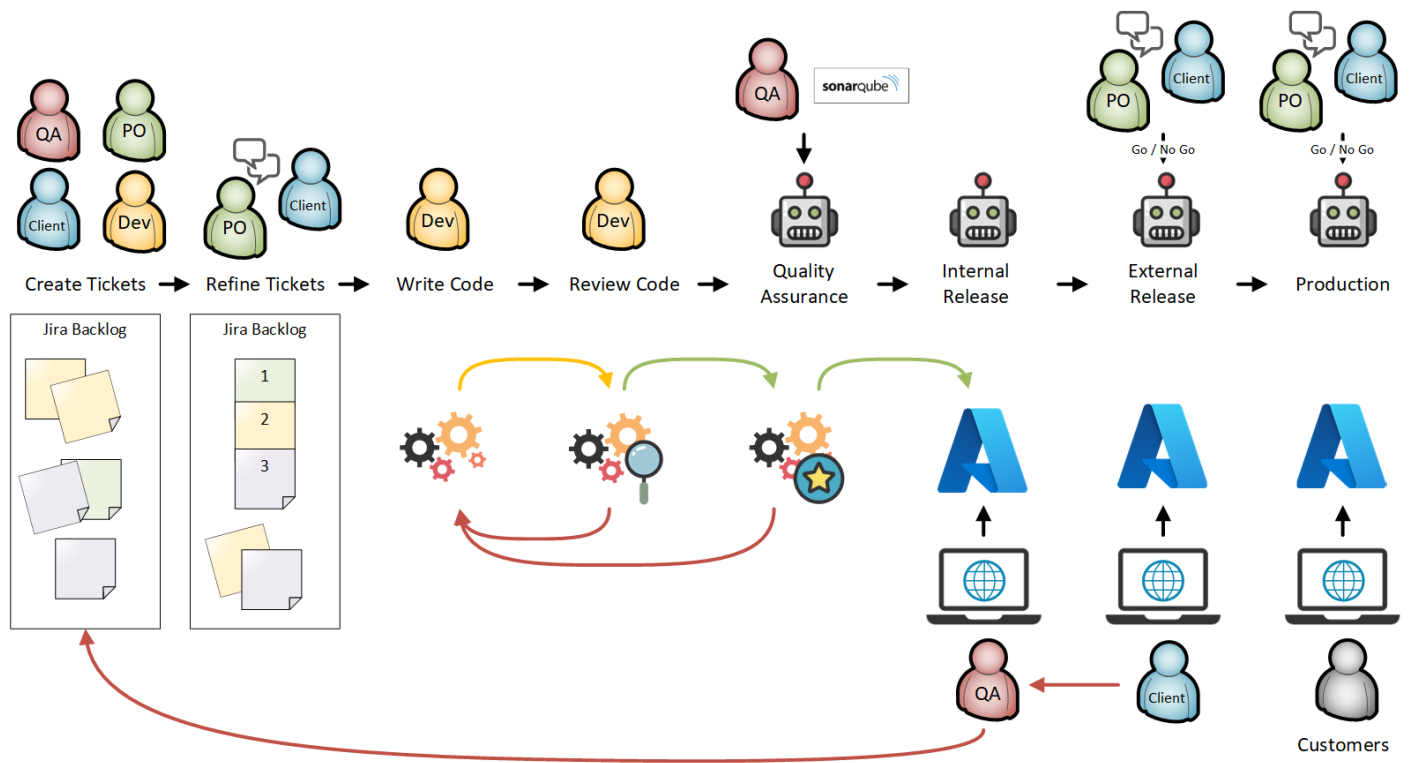 QA
PO
Client
Dev
PO
Client
Dev
Dev
QA
sonarqube
PO
Client
Go / No Go
PO
Client
Go / No Go
Create Tickets
Refine Tickets
Write Code
Review Code
Quality
Assurance
Internal
Release
External
Release
Production
Jira Backlog
Jira Backlog
1
2
3
QA
Client
Customers